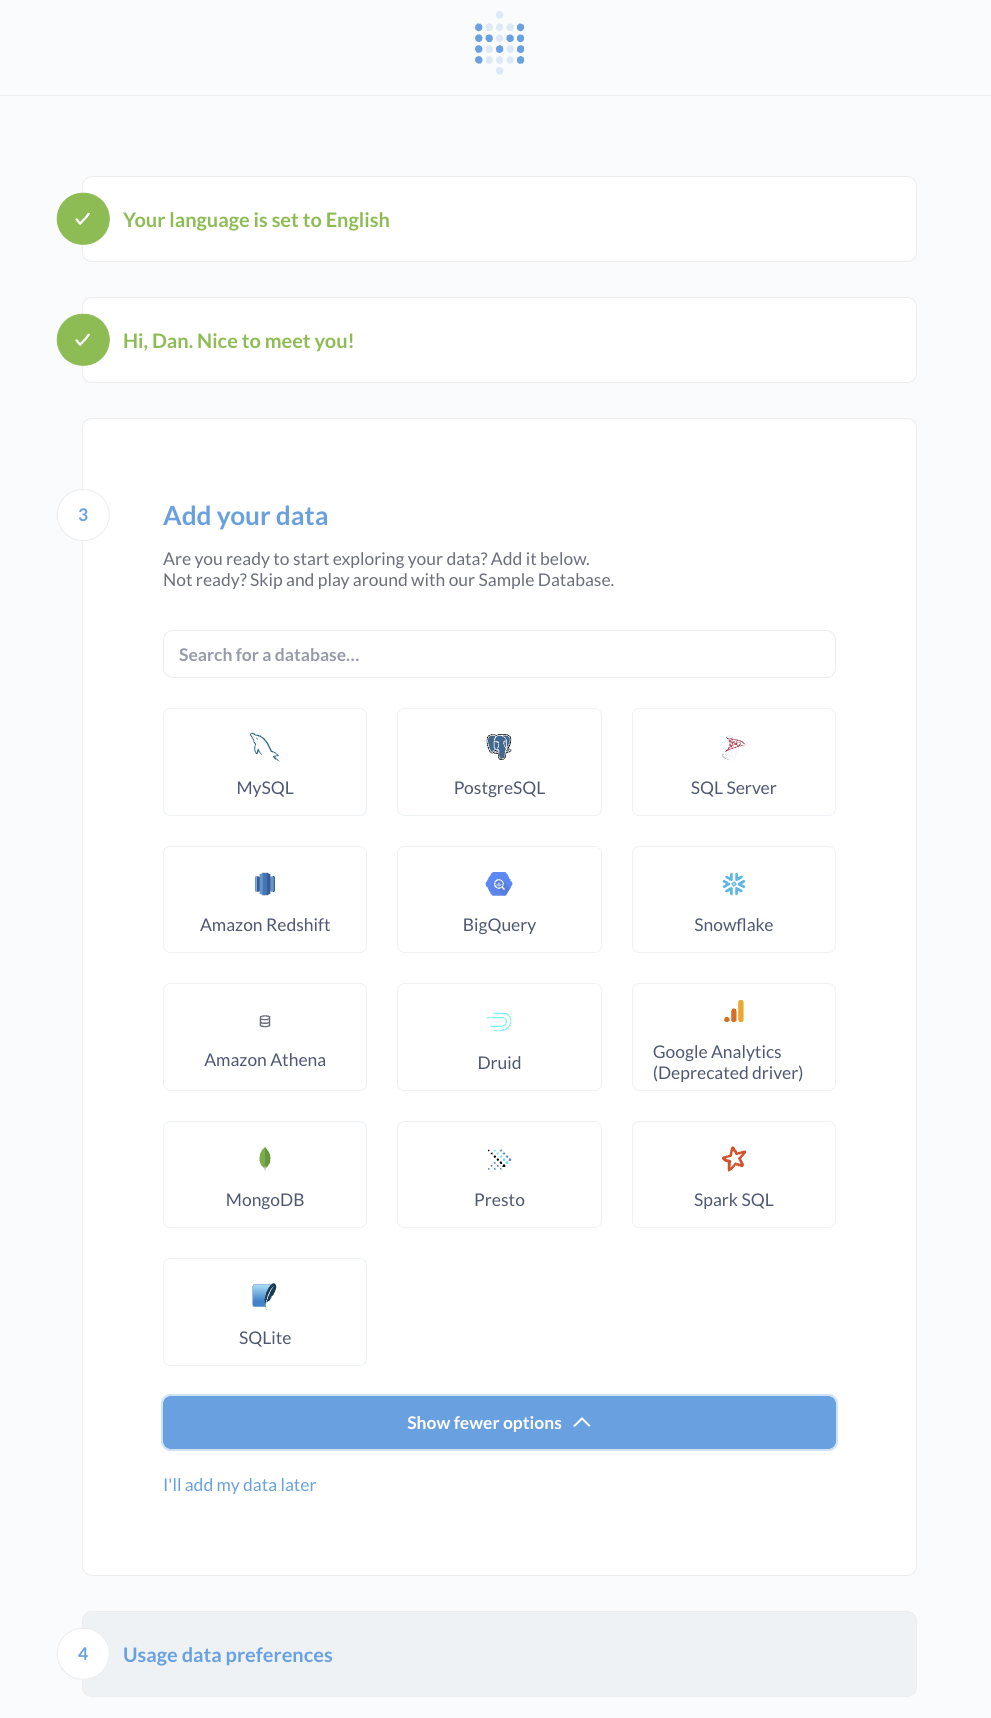 Your language is set to English
Hi, Dan. Nice to meet you!
3
Add your data
Are you ready to start exploring your data? Add it below.
Not ready? Skip and play around with our Sample Database.
Search for a database...
MySQL
PostgreSQL
SQL Server
Amazon Redshift
BigQuery
Snowflake
Amazon Athena
Druid
Google Analytics
(Deprecated driver)
MongoDB
Presto
Spark SQL
SQLite
Show fewer options
I'll add my data later
4
Usage data preferences